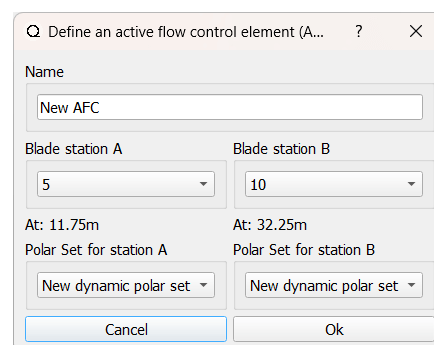 Define an active flow control element (A... ?
Name
New AFC
Blade station A Blade station B
5 10
At: 11.75m At: 32.25m
Polar Set for station A Polar Set for station B
New dynamic polar set New dynamic polar set
Cancel Ok